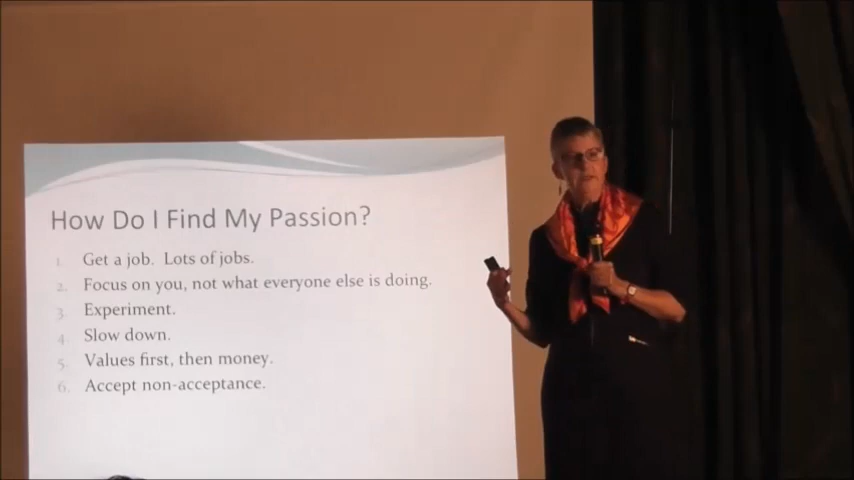 How Do I Find My Passion?
1. Get a job. Lots of jobs.
2. Focus on you, not what everyone else is doing.
3. Experiment.
4. Slow down.
5. Values first, then money.
6. Accept non-acceptance.